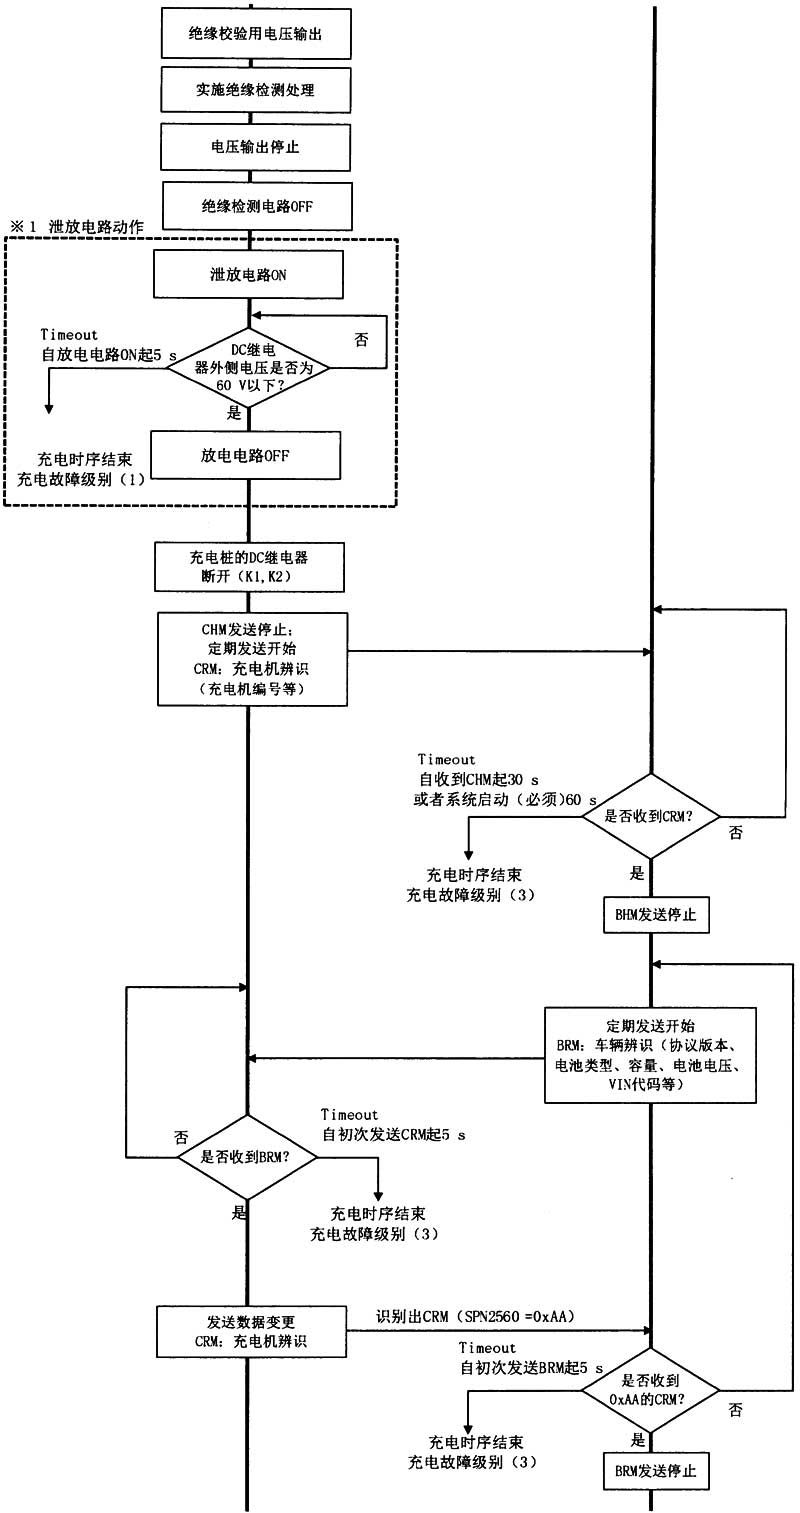 绝缘校验用电压输出
实施绝缘检测处理
电压输出停止
绝缘检测电路OFF
※1 泄放电路动作
泄放电路ON
Timeout
自放电电路ON起5 s
否
DC继电
器外侧电压是否为
60 V以下？
是
充电时序结束
充电故障级别（1）
放电电路OFF
充电桩的DC继电器
断开（K1,K2）
CHM发送停止；
定期发送开始
CRM：充电机辨识
（充电机编号等）
Timeout
自收到CHM起30 s
或者系统启动（必须）60 s
是否收到CRM？
否
充电时序结束
充电故障级别（3）
是
BHM发送停止
定期发送开始
BRM：车辆辨识（协议版本、
电池类型、容量、电池电压、
VIN代码等）
Timeout
自初次发送CRM起5 s
否
是否收到BRM？
是
充电时序结束
充电故障级别（3）
发送数据变更
CRM：充电机辨识
识别出CRM（SPN2560=0xAA）
Timeout
自初次发送BRM起5 s
是否收到
0xAA的CRM？
否
充电时序结束
充电故障级别（3）
是
BRM发送停止